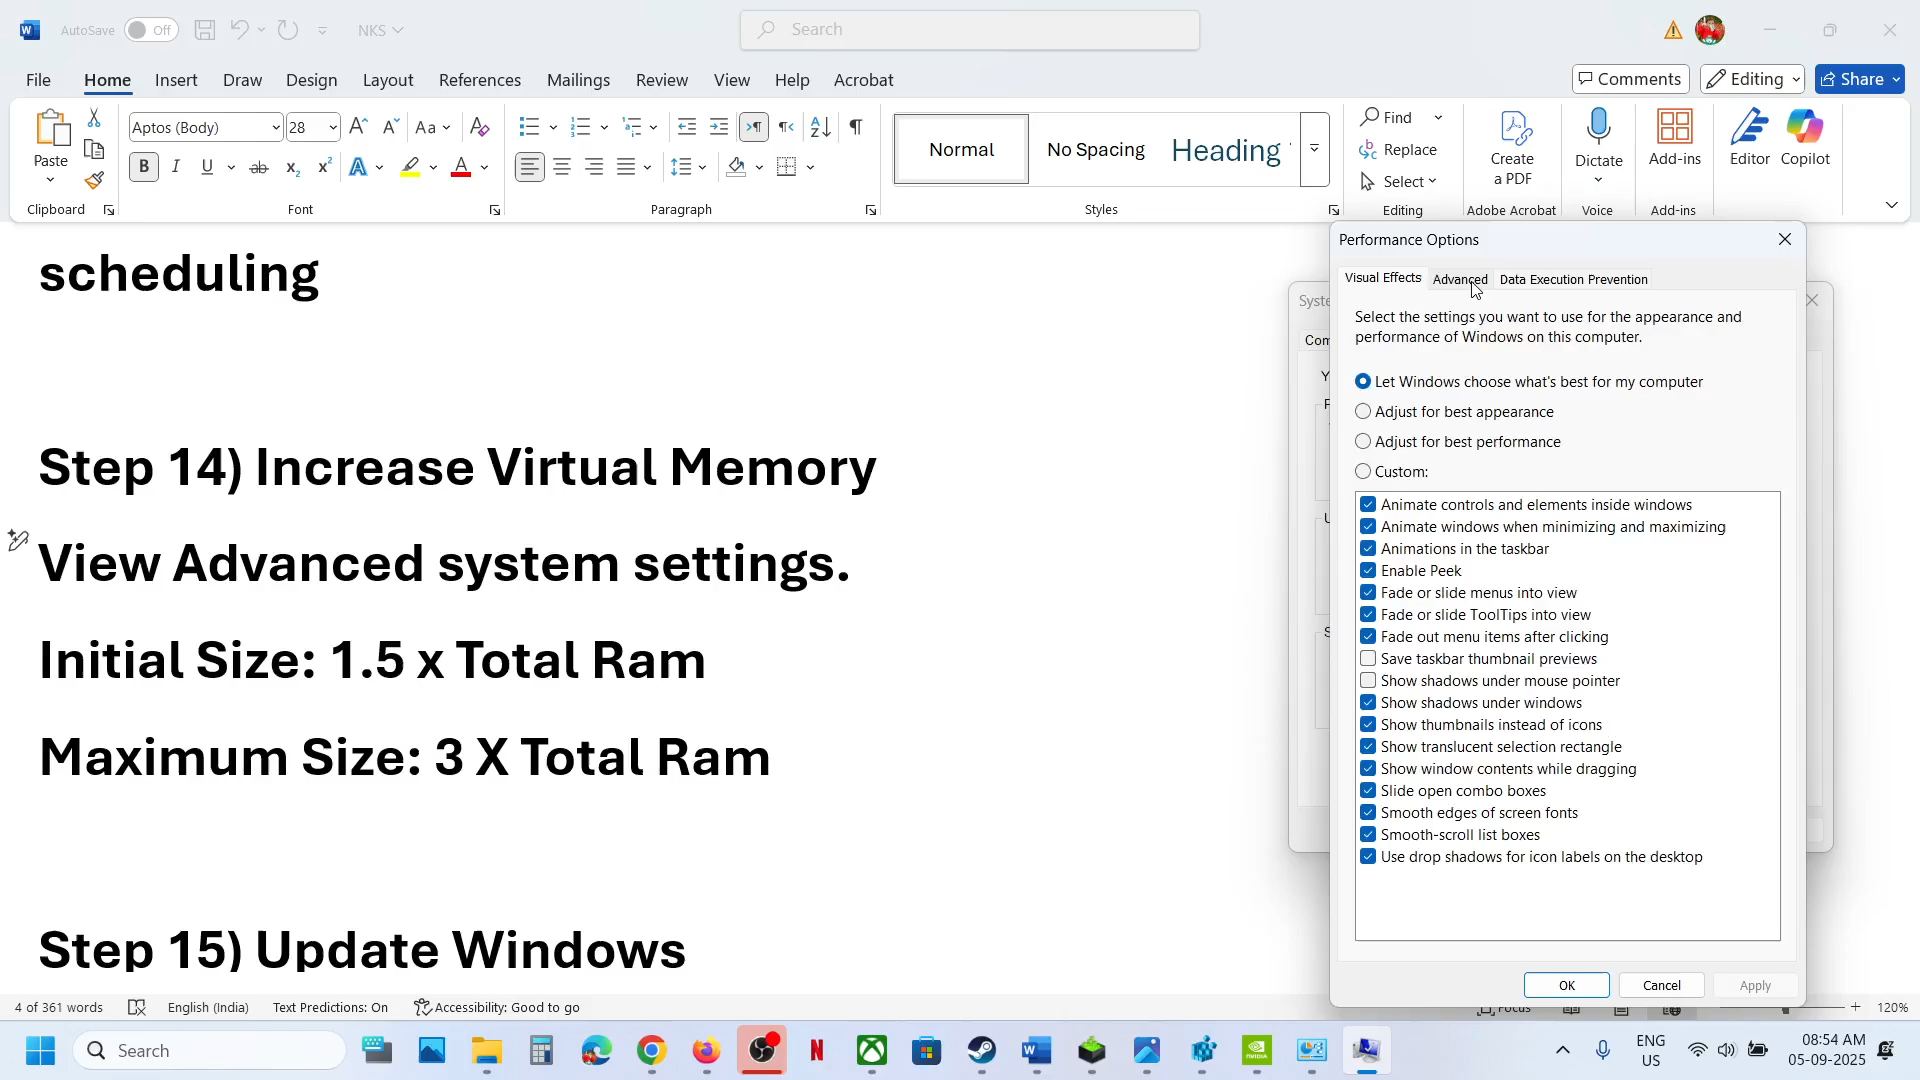 AutoSave Off NKS Search
File Home Insert Draw Design Layout References Mailings Review View Help Acrobat Comments Editing Share
Aptos (Body) 28 Aa
Paste
Clipboard Font Paragraph
Normal No Spacing Heading
Styles
Find
Replace
Select
Editing
Create
a PDF
Adobe Acrobat
Dictate
Voice
Add-ins
Add-ins
Editor Copilot
scheduling
Step 14) Increase Virtual Memory
View Advanced system settings.
Initial Size: 1.5 x Total Ram
Maximum Size: 3 X Total Ram
Step 15) Update Windows
Performance Options
Visual Effects Advanced Data Execution Prevention
Select the settings you want to use for the appearance and
performance of Windows on this computer.
Let Windows choose what's best for my computer
Adjust for best appearance
Adjust for best performance
Custom:
Animate controls and elements inside windows
Animate windows when minimizing and maximizing
Animations in the taskbar
Enable Peek
Fade or slide menus into view
Fade or slide ToolTips into view
Fade out menu items after clicking
Save taskbar thumbnail previews
Show shadows under mouse pointer
Show shadows under windows
Show thumbnails instead of icons
Show translucent selection rectangle
Show window contents while dragging
Slide open combo boxes
Smooth edges of screen fonts
Smooth-scroll list boxes
Use drop shadows for icon labels on the desktop
OK Cancel Apply
4 of 361 words English (India) Text Predictions: On Accessibility: Good to go Focus 120%
Search
ENG
US
08:54 AM
05-09-2025